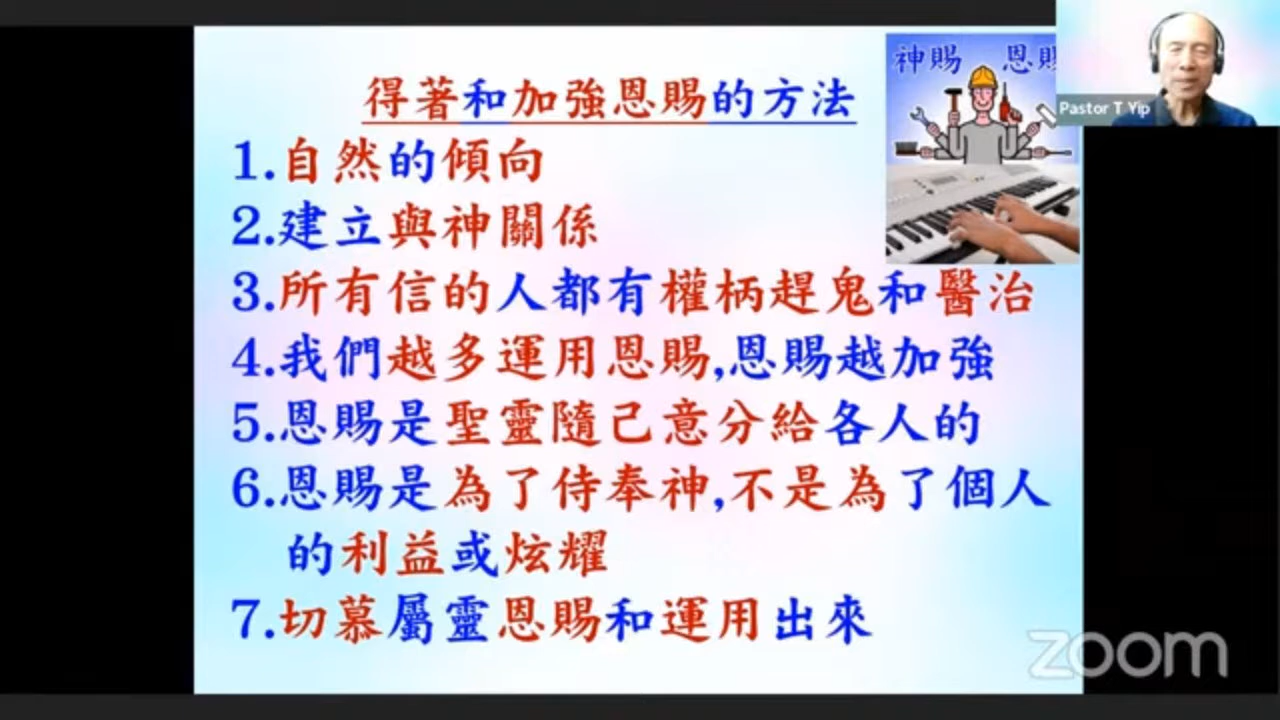 得著和加強恩賜的方法
神賜 恩賜
Pastor T Yip
1.自然的傾向
2.建立與神關係
3.所有信的人都有權柄趕鬼和醫治
4.我們越多運用恩賜,恩賜越加強
5.恩賜是聖靈隨己意分給各人的
6.恩賜是為了侍奉神,不是為了個人
的利益或炫耀
7.切慕屬靈恩賜和運用出來
zoom